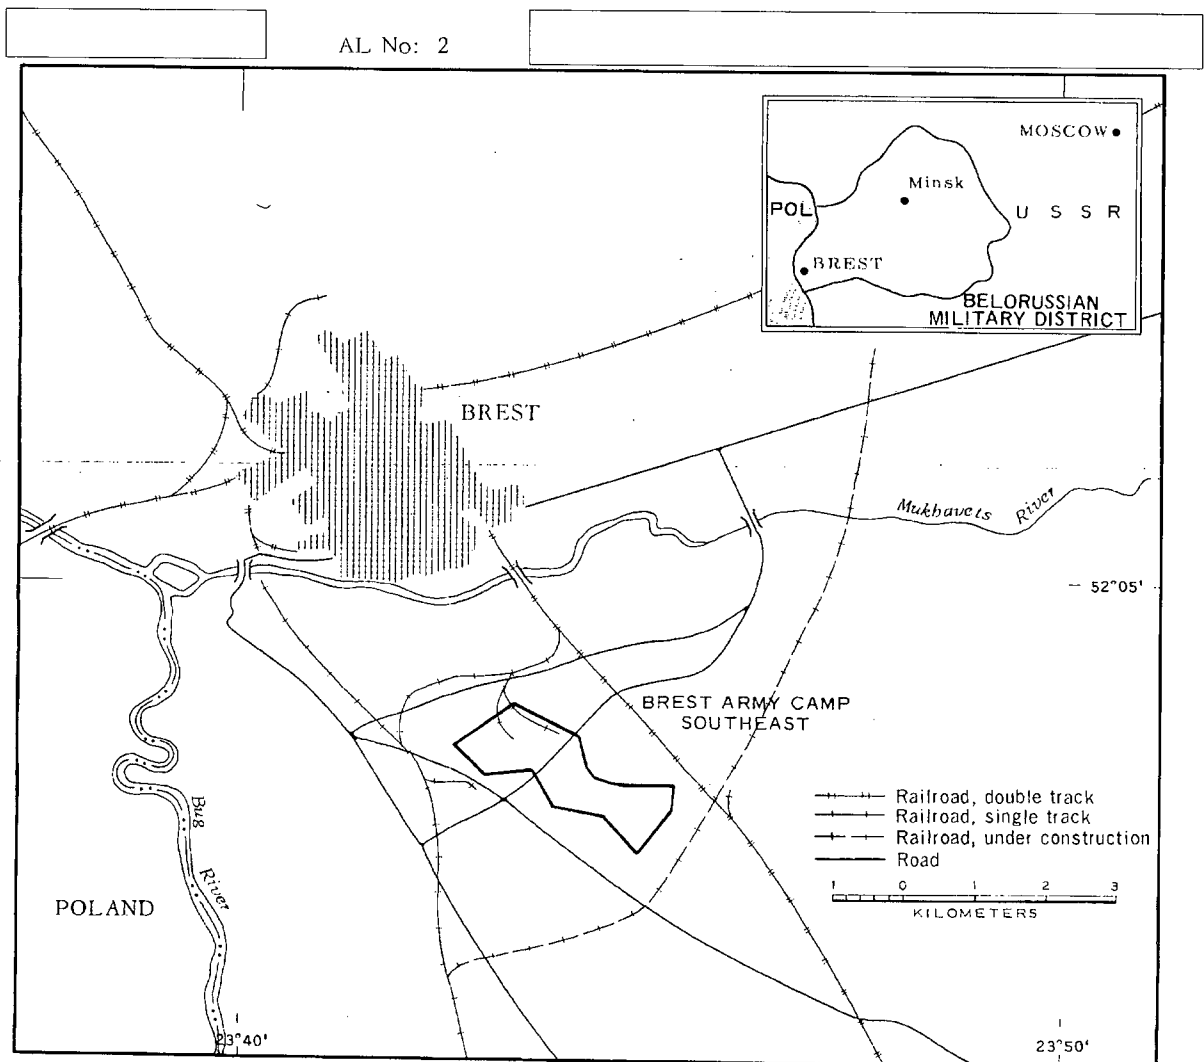 AL No: 2
MOSCOW
Minsk
POL
U S S R
BREST
BELORUSSIAN
MILITARY DISTRICT
BREST
Mukhavets River
52°05'
BREST ARMY CAMP
SOUTHEAST
Bug River
POLAND
Railroad, double track
Railroad, single track
Railroad, under construction
Road
1 0 1 2 3
KILOMETERS
23°40'
23°50'